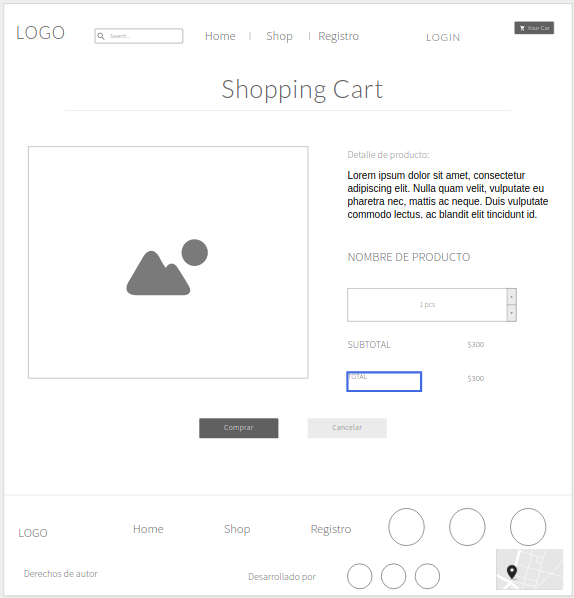 LOGO
Search...
Home | Shop | Registro
LOGIN
Your Car
Shopping Cart
Detalle de producto:
Lorem ipsum dolor sit amet, consectetur
adipiscing elit. Nulla quam velit, vulputate eu
pharetra nec, mattis ac neque. Duis vulputate
commodo lectus, ac blandit elit tincidunt id.
NOMBRE DE PRODUCTO
1 pcs
SUBTOTAL $300
TOTAL $300
Comprar Cancelar
LOGO
Home Shop Registro
Derechos de autor
Desarrollado por